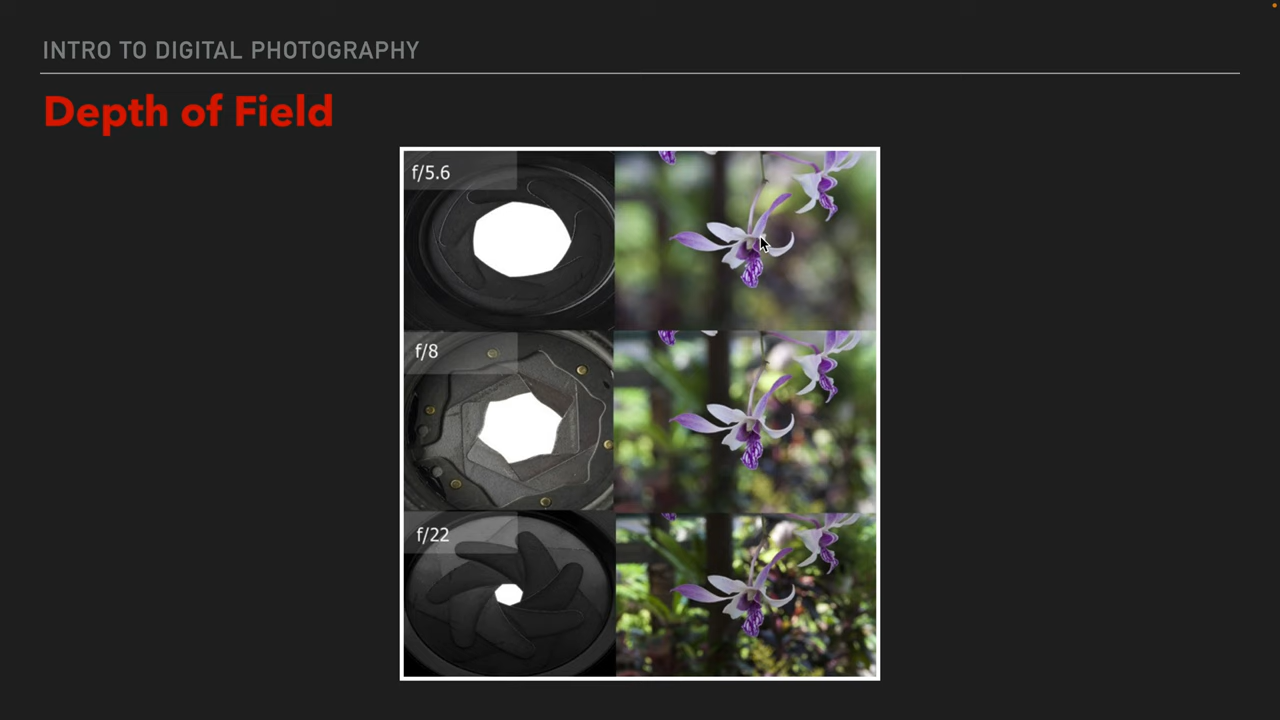 INTRO TO DIGITAL PHOTOGRAPHY
Depth of Field
f/5.6
f/8
f/22